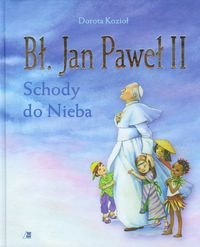 Dorota Kozioł
Bł. Jan Paweł II
Schody
do Nieba